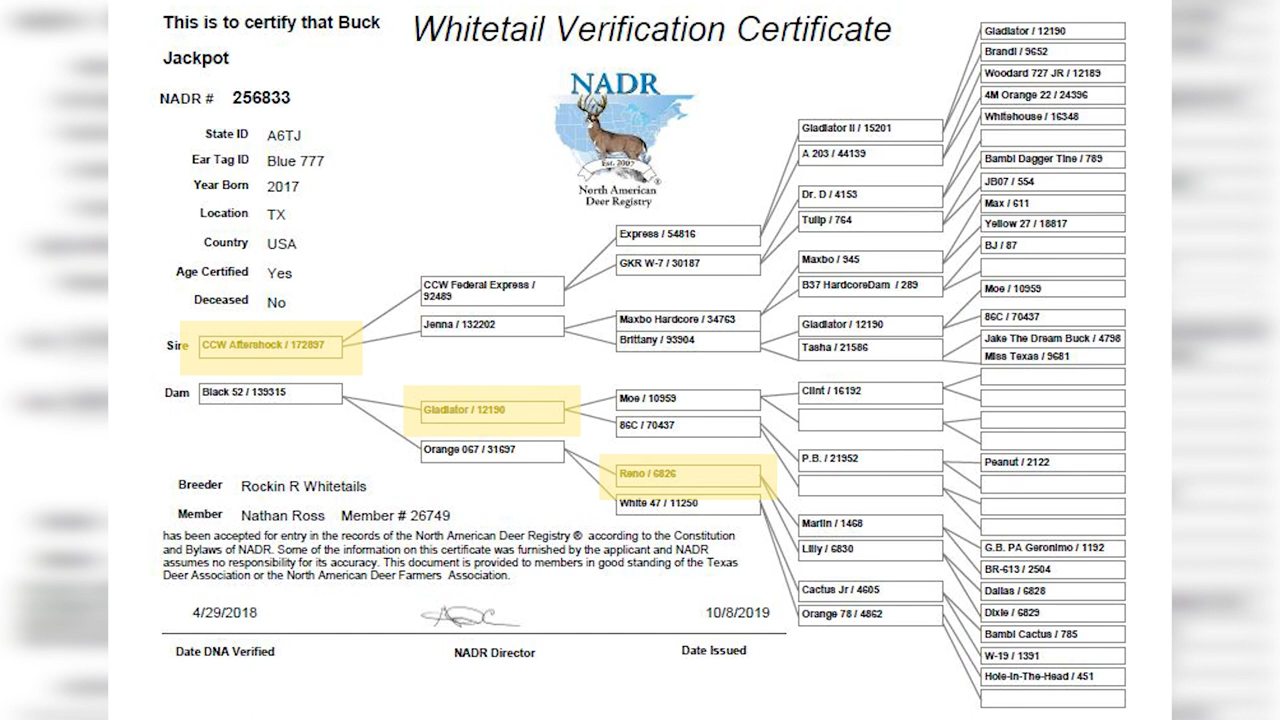 This is to certify that Buck
Jackpot
Whitetail Verification Certificate
NADR # 256833
NADR
Est. 2007
North American
Deer Registry
®
State ID A6TJ
Ear Tag ID Blue 777
Year Born 2017
Location TX
Country USA
Age Certified Yes
Deceased No
Sire CCW Aftershock / 172897
Dam Black 52 / 139315
CCW Federal Express /
92489
Jenna / 132202
Gladiator / 12190
Orange 067 / 31697
Express / 54816
GKR W-7 / 30187
Maxbo Hardcore / 34763
Brittany / 93904
Moe / 10959
86C / 70437
Reno / 6826
White 47 / 11250
Gladiator II / 15201
A 203 / 44139
Dr. D / 4153
Tulip / 764
Maxbo / 945
B37 HardcoreDam / 289
Gladiator / 12190
Tasha / 21586
Clint / 16192
P.B. / 21952
Marlin / 1468
Lilly / 6830
Cactus Jr / 4605
Orange 78 / 4862
Gladiator / 12190
Brandi / 9652
Woodard 727 JR / 12189
4M Orange 22 / 24396
Whitehouse / 16348
Bambi Dagger Tine / 789
JB07 / 554
Max / 611
Yellow 27 / 18817
BJ / 87
Moe / 10959
86C / 70437
Jake The Dream Buck / 4798
Miss Texas / 9681
Peanut / 2122
G.B. PA Geronimo / 1192
BR-613 / 2504
Dallas / 6828
Dixie / 6829
Bambi Cactus / 785
W-19 / 1391
Hole-In-The-Head / 451
Breeder Rockin R Whitetails
Member Nathan Ross Member # 26749
has been accepted for entry in the records of the North American Deer Registry ® according to the Constitution
and Bylaws of NADR. Some of the information on this certificate was furnished by the applicant and NADR
assumes no responsibility for its accuracy. This document is provided to members in good standing of the Texas
Deer Association or the North American Deer Farmers Association.
4/29/2018
10/8/2019
Date DNA Verified
NADR Director
Date Issued